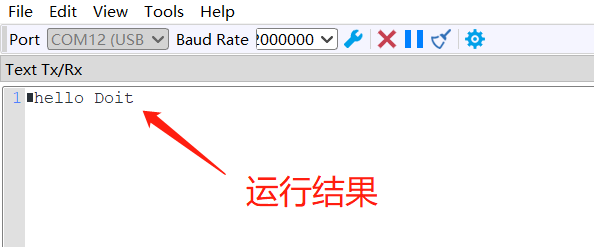 File Edit View Tools Help
Port COM12 (USB Baud Rate 2000000
Text Tx/Rx
1 hello Doit
运行结果